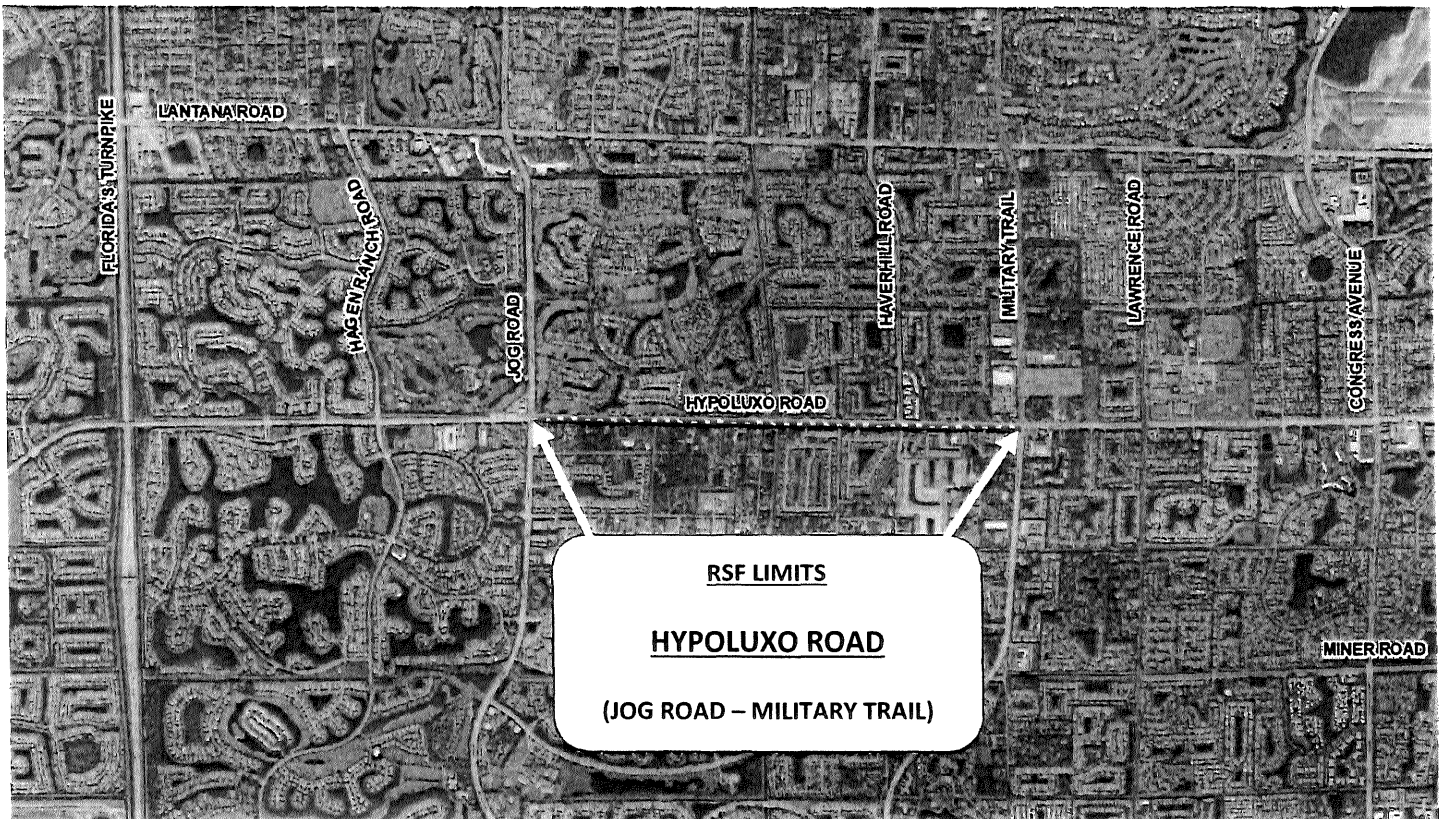 LANTANA ROAD
FLORIDA'S TURNPIKE
HAGEN RANCH ROAD
JOG ROAD
HAVERHILL ROAD
MILITARY TRAIL
LAWRENCE ROAD
CONGRESS AVENUE
HYPOLUXO ROAD
RSF LIMITS
HYPOLUXO ROAD
(JOG ROAD – MILITARY TRAIL)
MINER ROAD